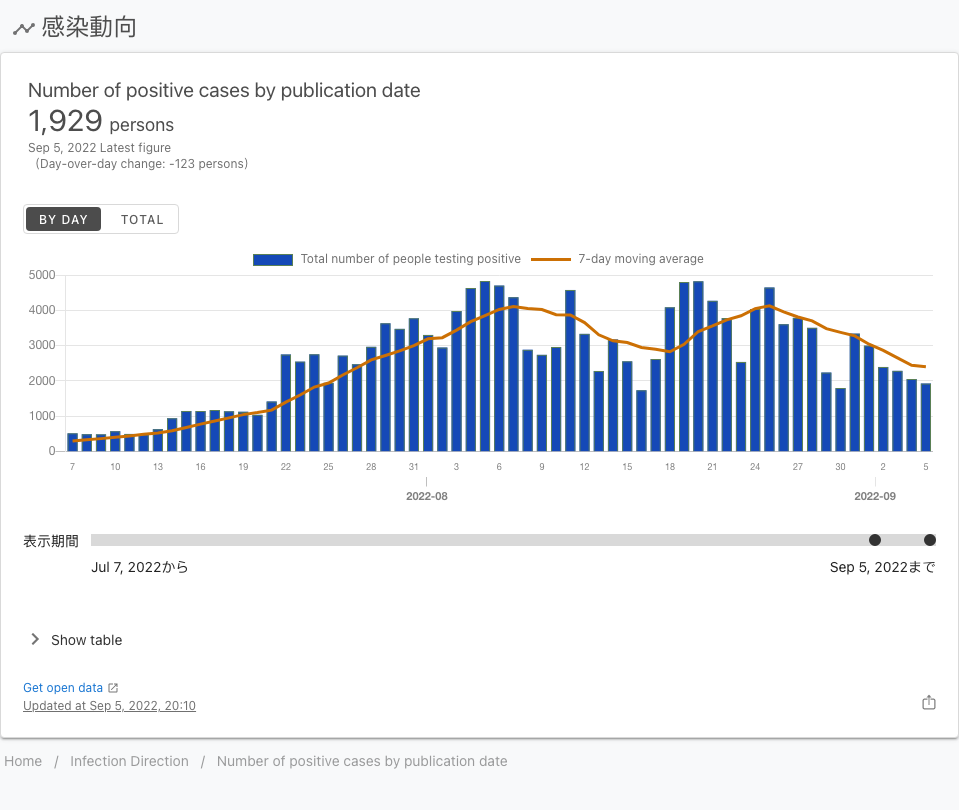 感染動向
Number of positive cases by publication date
1,929 persons
Sep 5, 2022 Latest figure
(Day-over-day change: -123 persons)
BY DAY TOTAL
Total number of people testing positive 7-day moving average
5000
4000
3000
2000
1000
0
7 10 13 16 19 22 25 28 31 3 6 9 12 15 18 21 24 27 30 2 5
2022-08 2022-09
表示期間
Jul 7, 2022から Sep 5, 2022まで
Show table
Get open data
Updated at Sep 5, 2022, 20:10
Home / Infection Direction / Number of positive cases by publication date